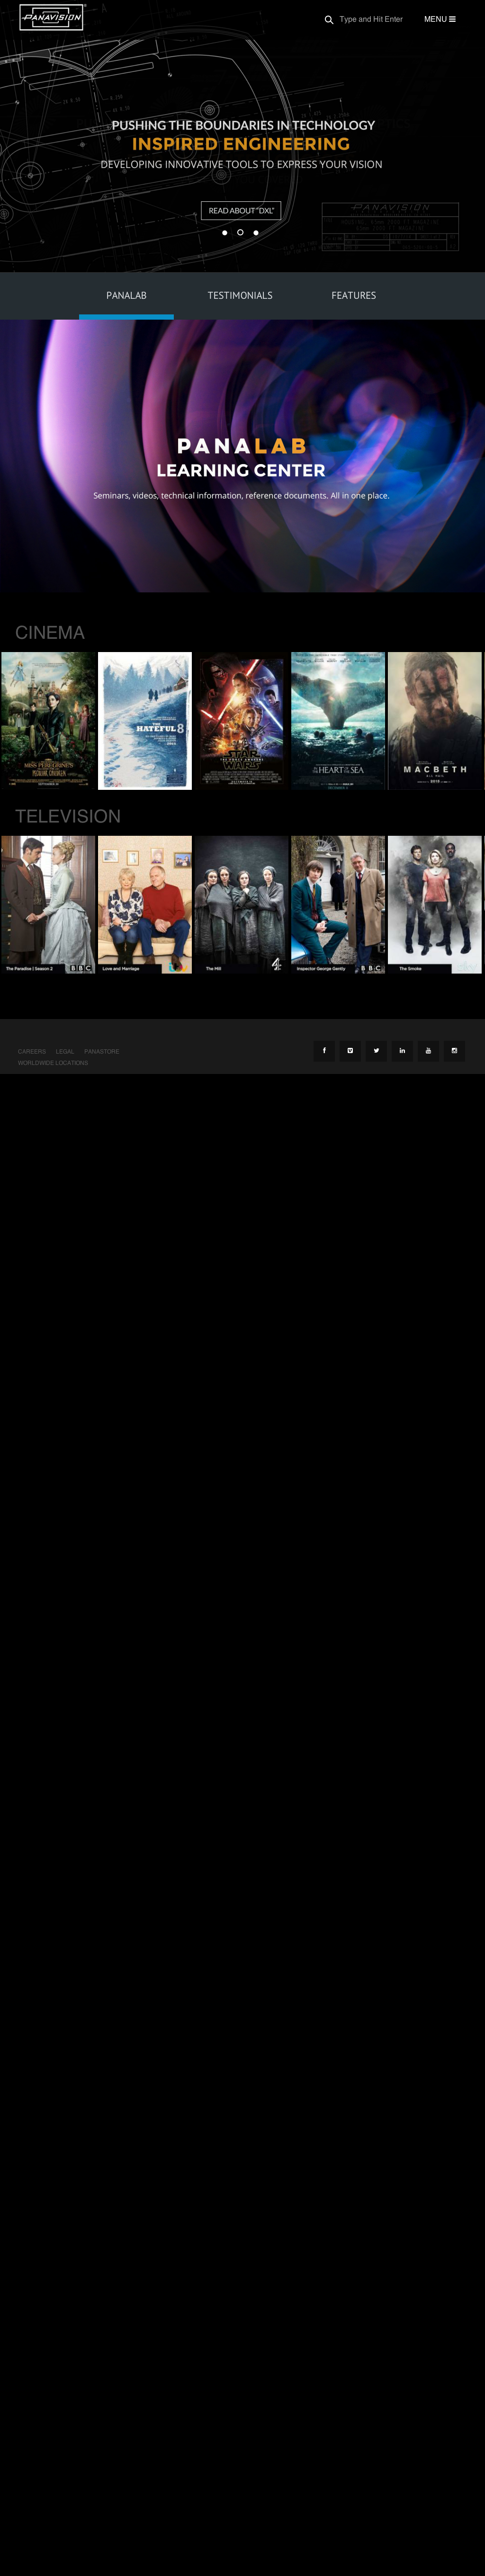 PANAVISION
Type and Hit Enter
MENU
PUSHING THE BOUNDARIES IN TECHNOLOGY
INSPIRED ENGINEERING
DEVELOPING INNOVATIVE TOOLS TO EXPRESS YOUR VISION
READ ABOUT "DXL"
PANAVISION
PANALAB
TESTIMONIALS
FEATURES
PANALAB
LEARNING CENTER
Seminars, videos, technical information, reference documents. All in one place.
CINEMA
MISS PEREGRINE'S
THE
HATEFUL 8
STAR
THE FORCE AWAKENS
WARS
IN THE HEART OF THE SEA
MACBETH
TELEVISION
The Paradise | Season 2
BBC
Love and Marriage
The Mill
4
Inspector George Gently
BBC
The Smoke
CAREERS
LEGAL
PANASTORE
WORLDWIDE LOCATIONS